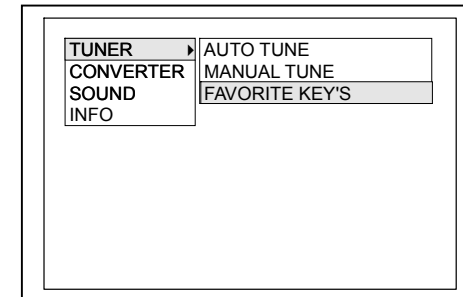 TUNER
CONVERTER
SOUND
INFO
AUTO TUNE
MANUAL TUNE
FAVORITE KEY'S